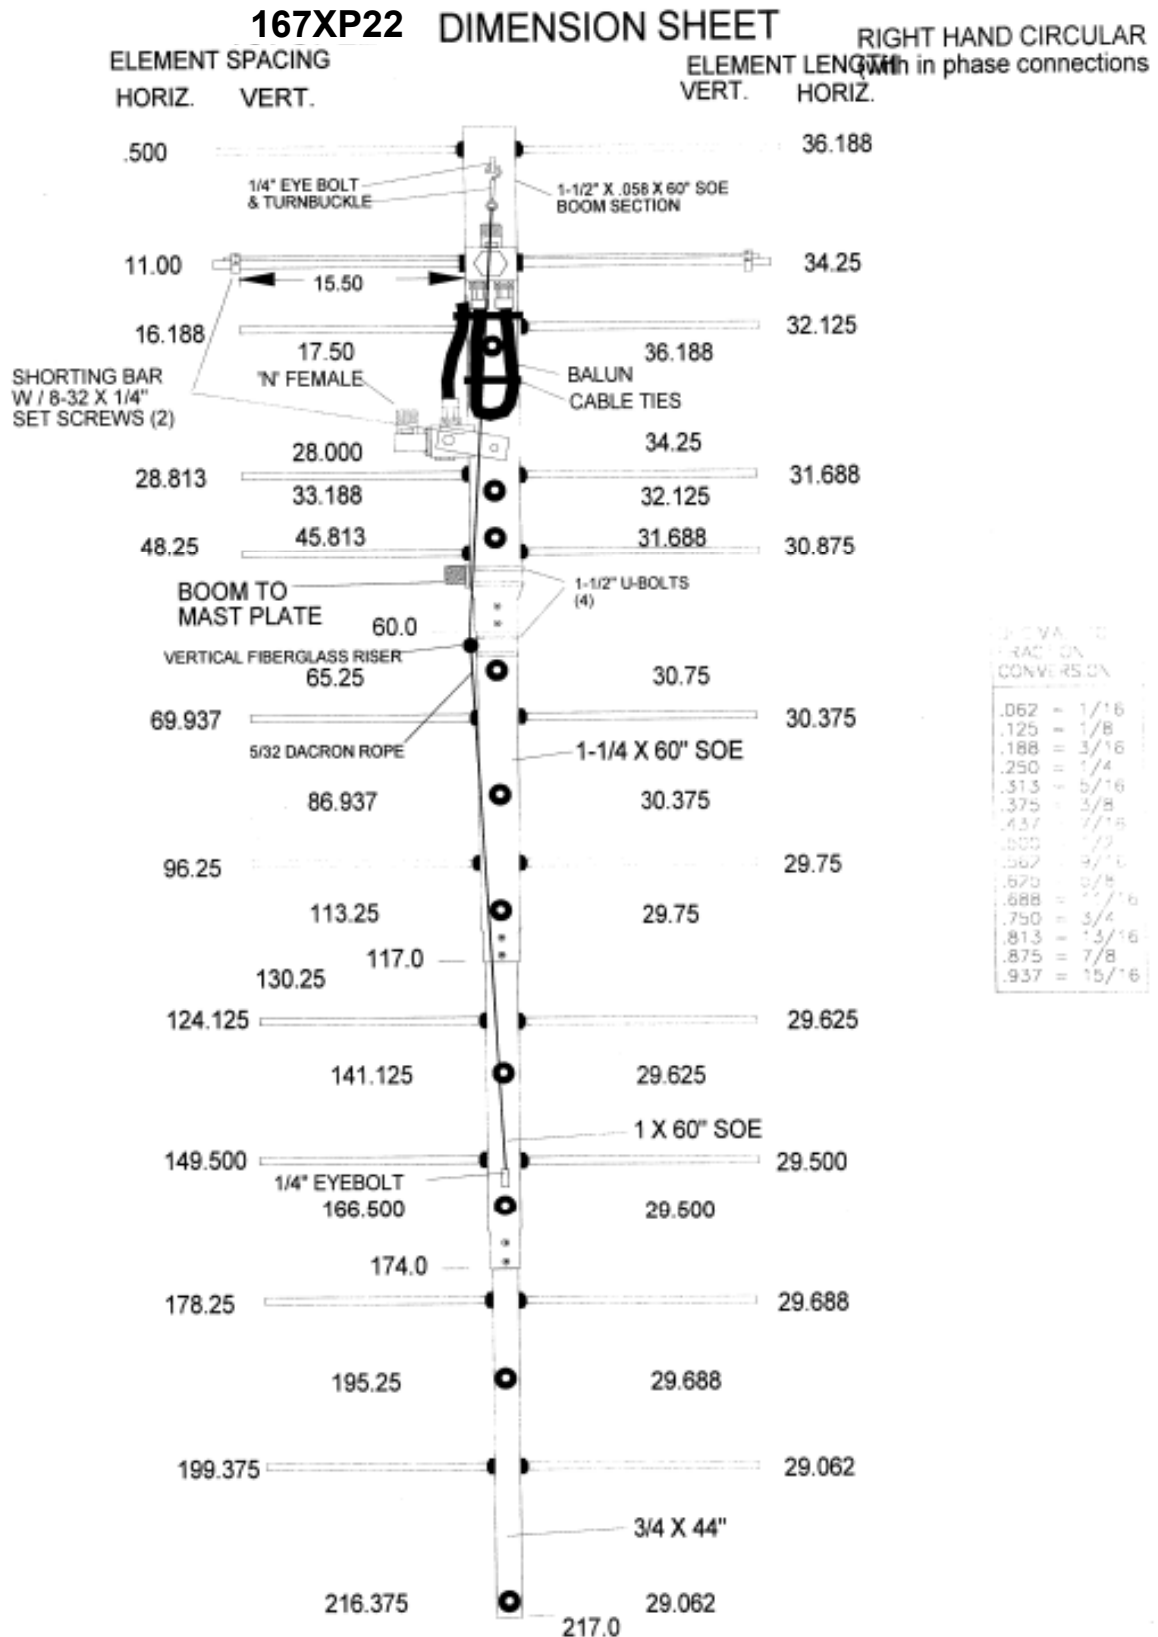 167XP22 DIMENSION SHEET
RIGHT HAND CIRCULAR
ELEMENT SPACING
ELEMENT LENGTH
in phase connections
HORIZ. VERT.
VERT. HORIZ.
.500
36.188
1/4" EYE BOLT
& TURNBUCKLE
1-1/2" X .058 X 60" SOE
BOOM SECTION
11.00
15.50
34.25
16.188
32.125
17.50
36.188
SHORTING BAR
W / 8-32 X 1/4"
SET SCREWS (2)
'N' FEMALE
BALUN
CABLE TIES
28.000
34.25
28.813
31.688
33.188
32.125
48.25
45.813
31.688
30.875
BOOM TO
MAST PLATE
1-1/2" U-BOLTS
(4)
60.0
VERTICAL FIBERGLASS RISER
65.25
30.75
69.937
30.375
5/32 DACRON ROPE
1-1/4 X 60" SOE
86.937
30.375
96.25
29.75
113.25
29.75
117.0
130.25
124.125
29.625
141.125
29.625
1 X 60" SOE
149.500
29.500
1/4" EYEBOLT
166.500
29.500
174.0
178.25
29.688
195.25
29.688
199.375
29.062
3/4 X 44"
216.375
29.062
217.0
CONVERSION
.062 = 1/16
.125 = 1/8
.188 = 3/16
.250 = 1/4
.313 = 5/16
.375 = 3/8
.437 = 7/16
.562 = 9/16
.625 = 5/8
.688 = 11/16
.750 = 3/4
.813 = 13/16
.875 = 7/8
.937 = 15/16